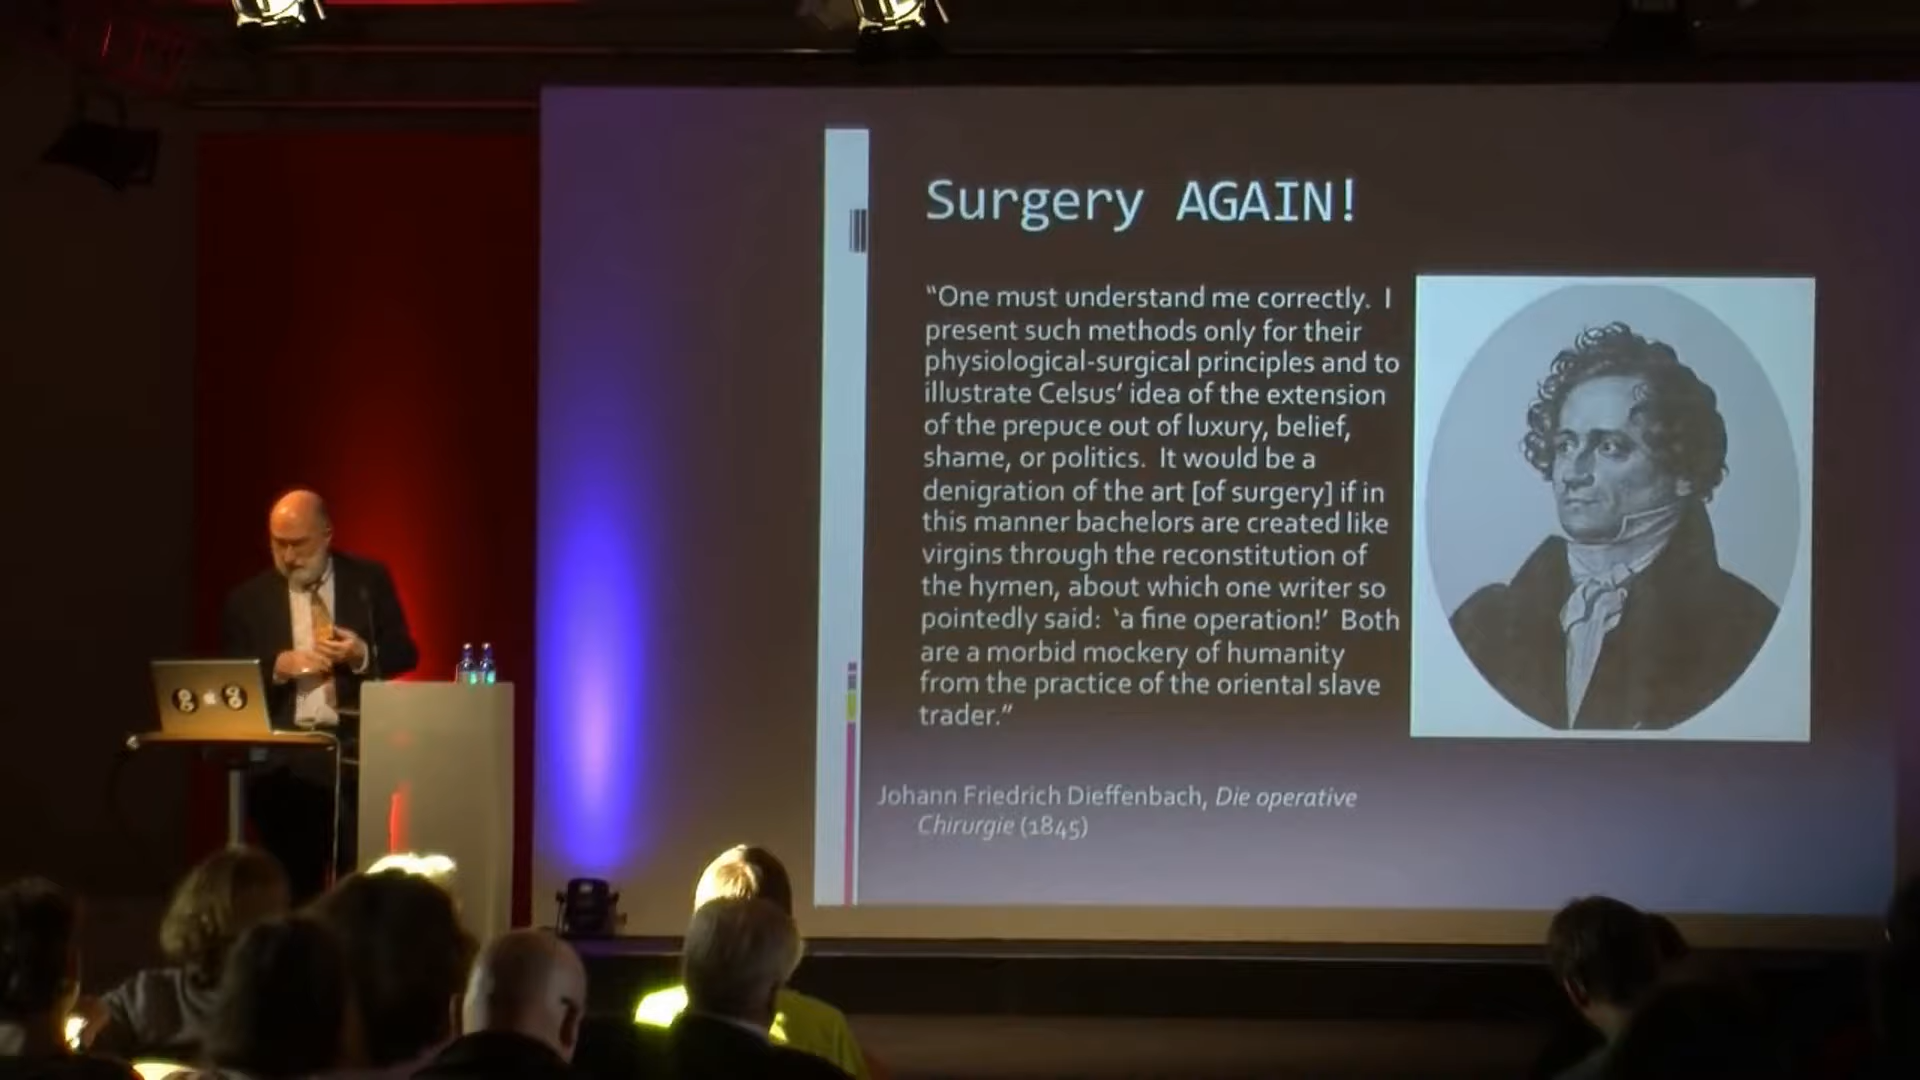 Surgery AGAIN!
“One must understand me correctly.  I
present such methods only for their
physiological-surgical principles and to
illustrate Celsus’ idea of the extension
of the prepuce out of luxury, belief,
shame, or politics.  It would be a
denigration of the art [of surgery] if in
this manner bachelors are created like
virgins through the reconstitution of
the hymen, about which one writer so
pointedly said:  ‘a fine operation!’  Both
are a morbid mockery of humanity
from the practice of the oriental slave
trader.”
Johann Friedrich Dieffenbach, Die operative
Chirurgie (1845)